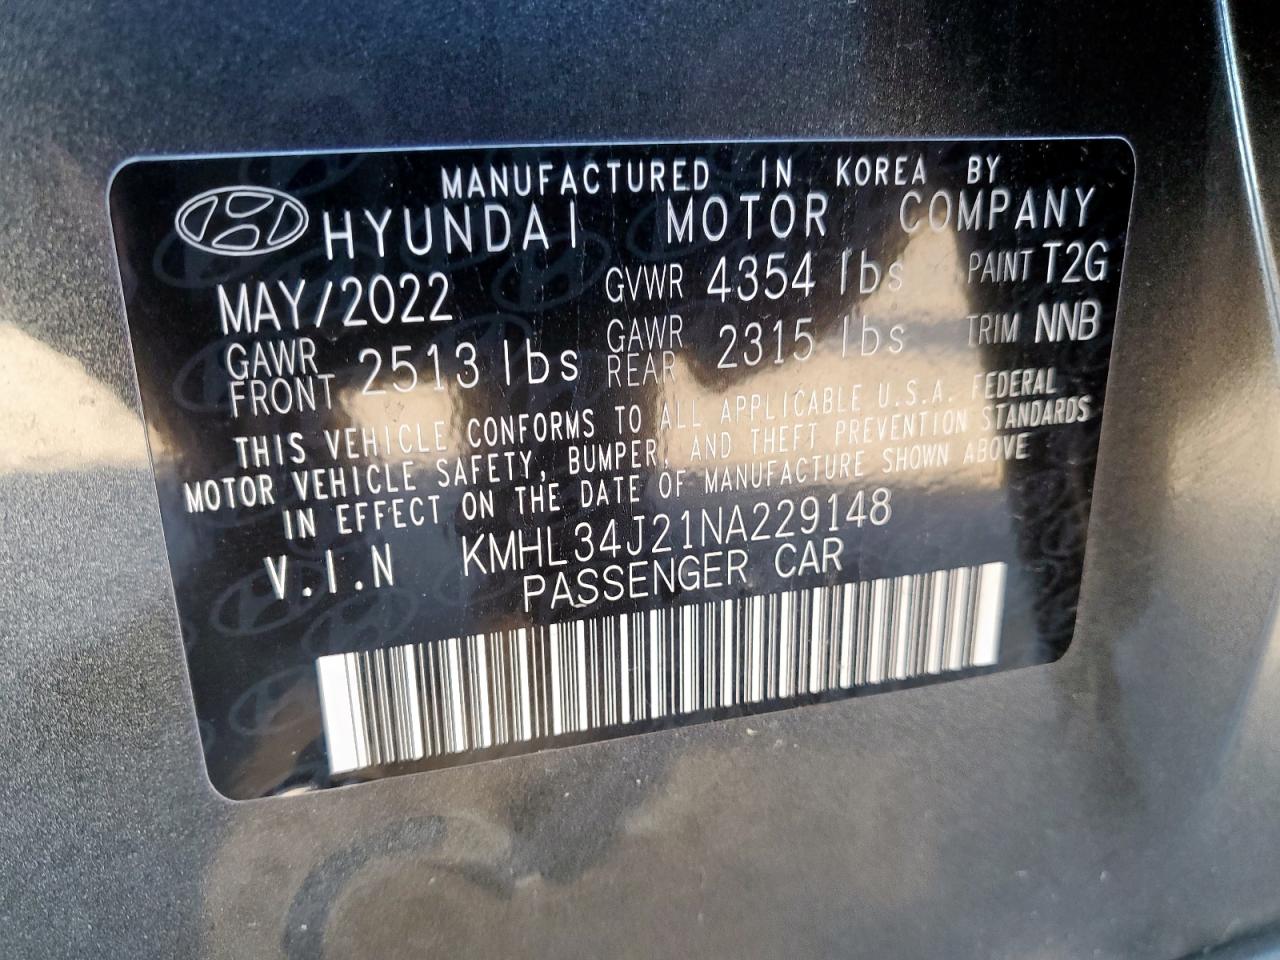 MANUFACTURED IN KOREA BY
HYUNDAI MOTOR COMPANY
MAY/2022 GVWR 4354 lbs PAINT T2G
GAWR FRONT 2513 lbs GAWR REAR 2315 lbs TRIM NNB
THIS VEHICLE CONFORMS TO ALL APPLICABLE U.S.A. FEDERAL
MOTOR VEHICLE SAFETY, BUMPER, AND THEFT PREVENTION STANDARDS
IN EFFECT ON THE DATE OF MANUFACTURE SHOWN ABOVE
V.I.N KMHL34J21NA229148
PASSENGER CAR